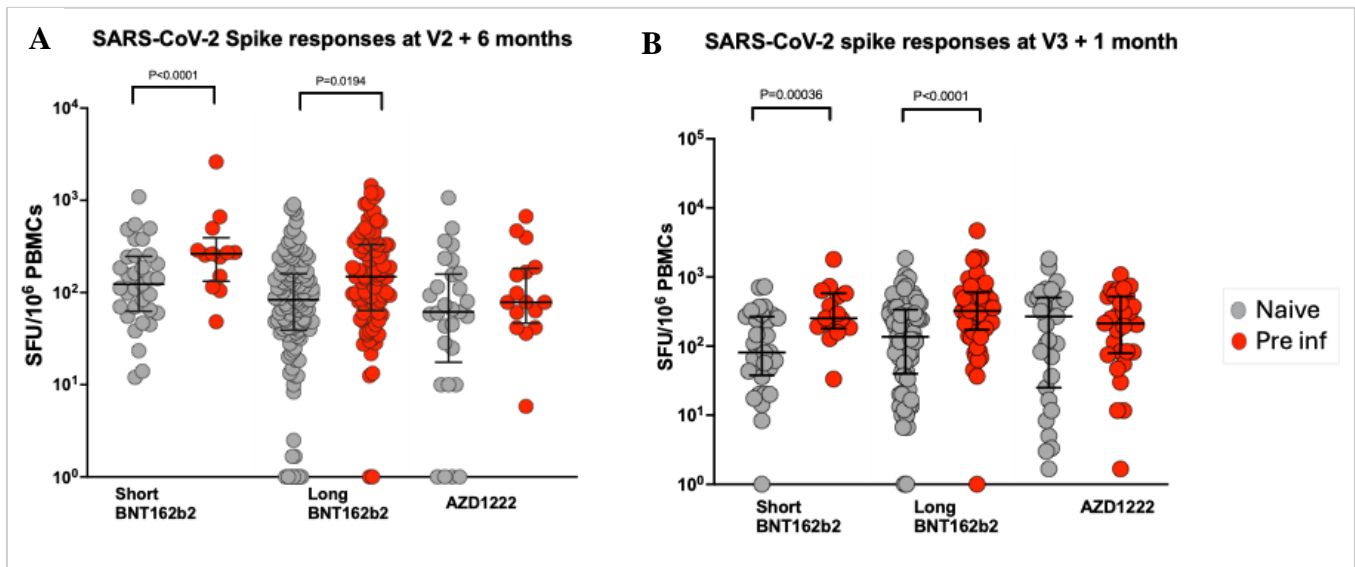 A
SARS-CoV-2 Spike responses at V2 + 6 months
P<0.0001
P=0.0194
SFU/10⁶ PBMCs
10⁴
10³
10²
10¹
10⁰
Short
BNT162b2
Long
BNT162b2
AZD1222
B
SARS-CoV-2 spike responses at V3 + 1 month
P=0.00036
P<0.0001
SFU/10⁶ PBMCs
10⁵
10⁴
10³
10²
10¹
10⁰
Short
BNT162b2
Long
BNT162b2
AZD1222
Naive
Pre inf